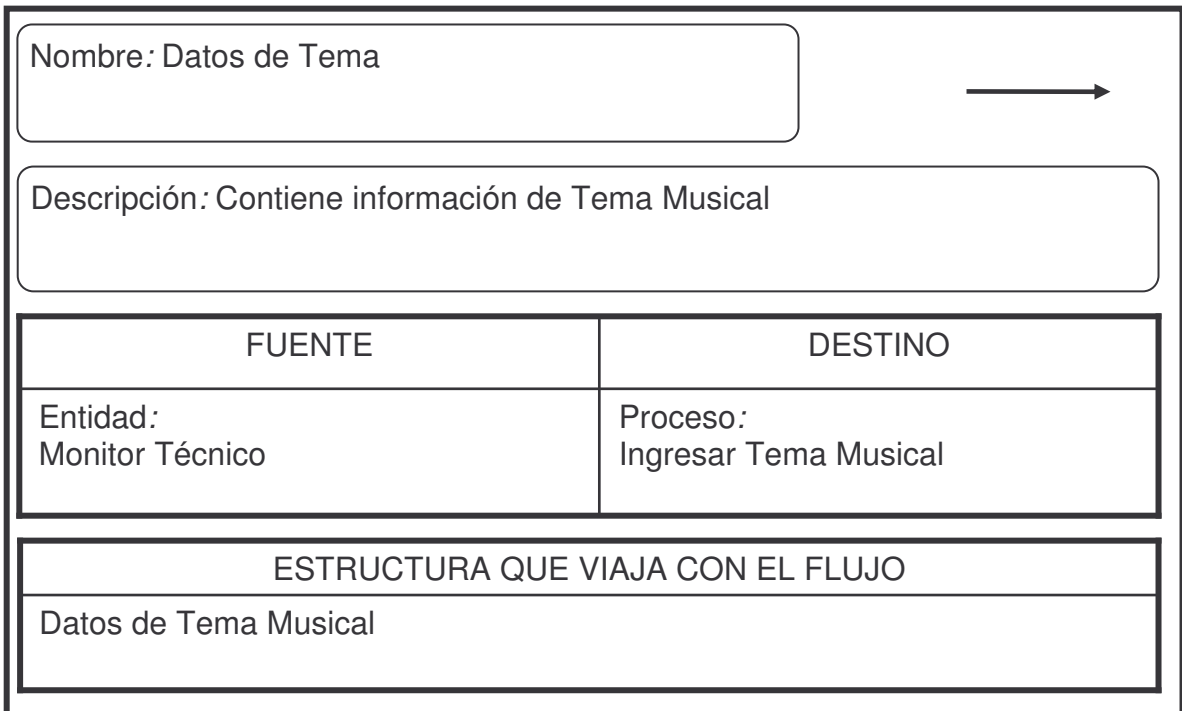 Nombre: Datos de Tema
Descripción: Contiene información de Tema Musical
FUENTE
DESTINO
Entidad:
Monitor Técnico
Proceso:
Ingresar Tema Musical
ESTRUCTURA QUE VIAJA CON EL FLUJO
Datos de Tema Musical